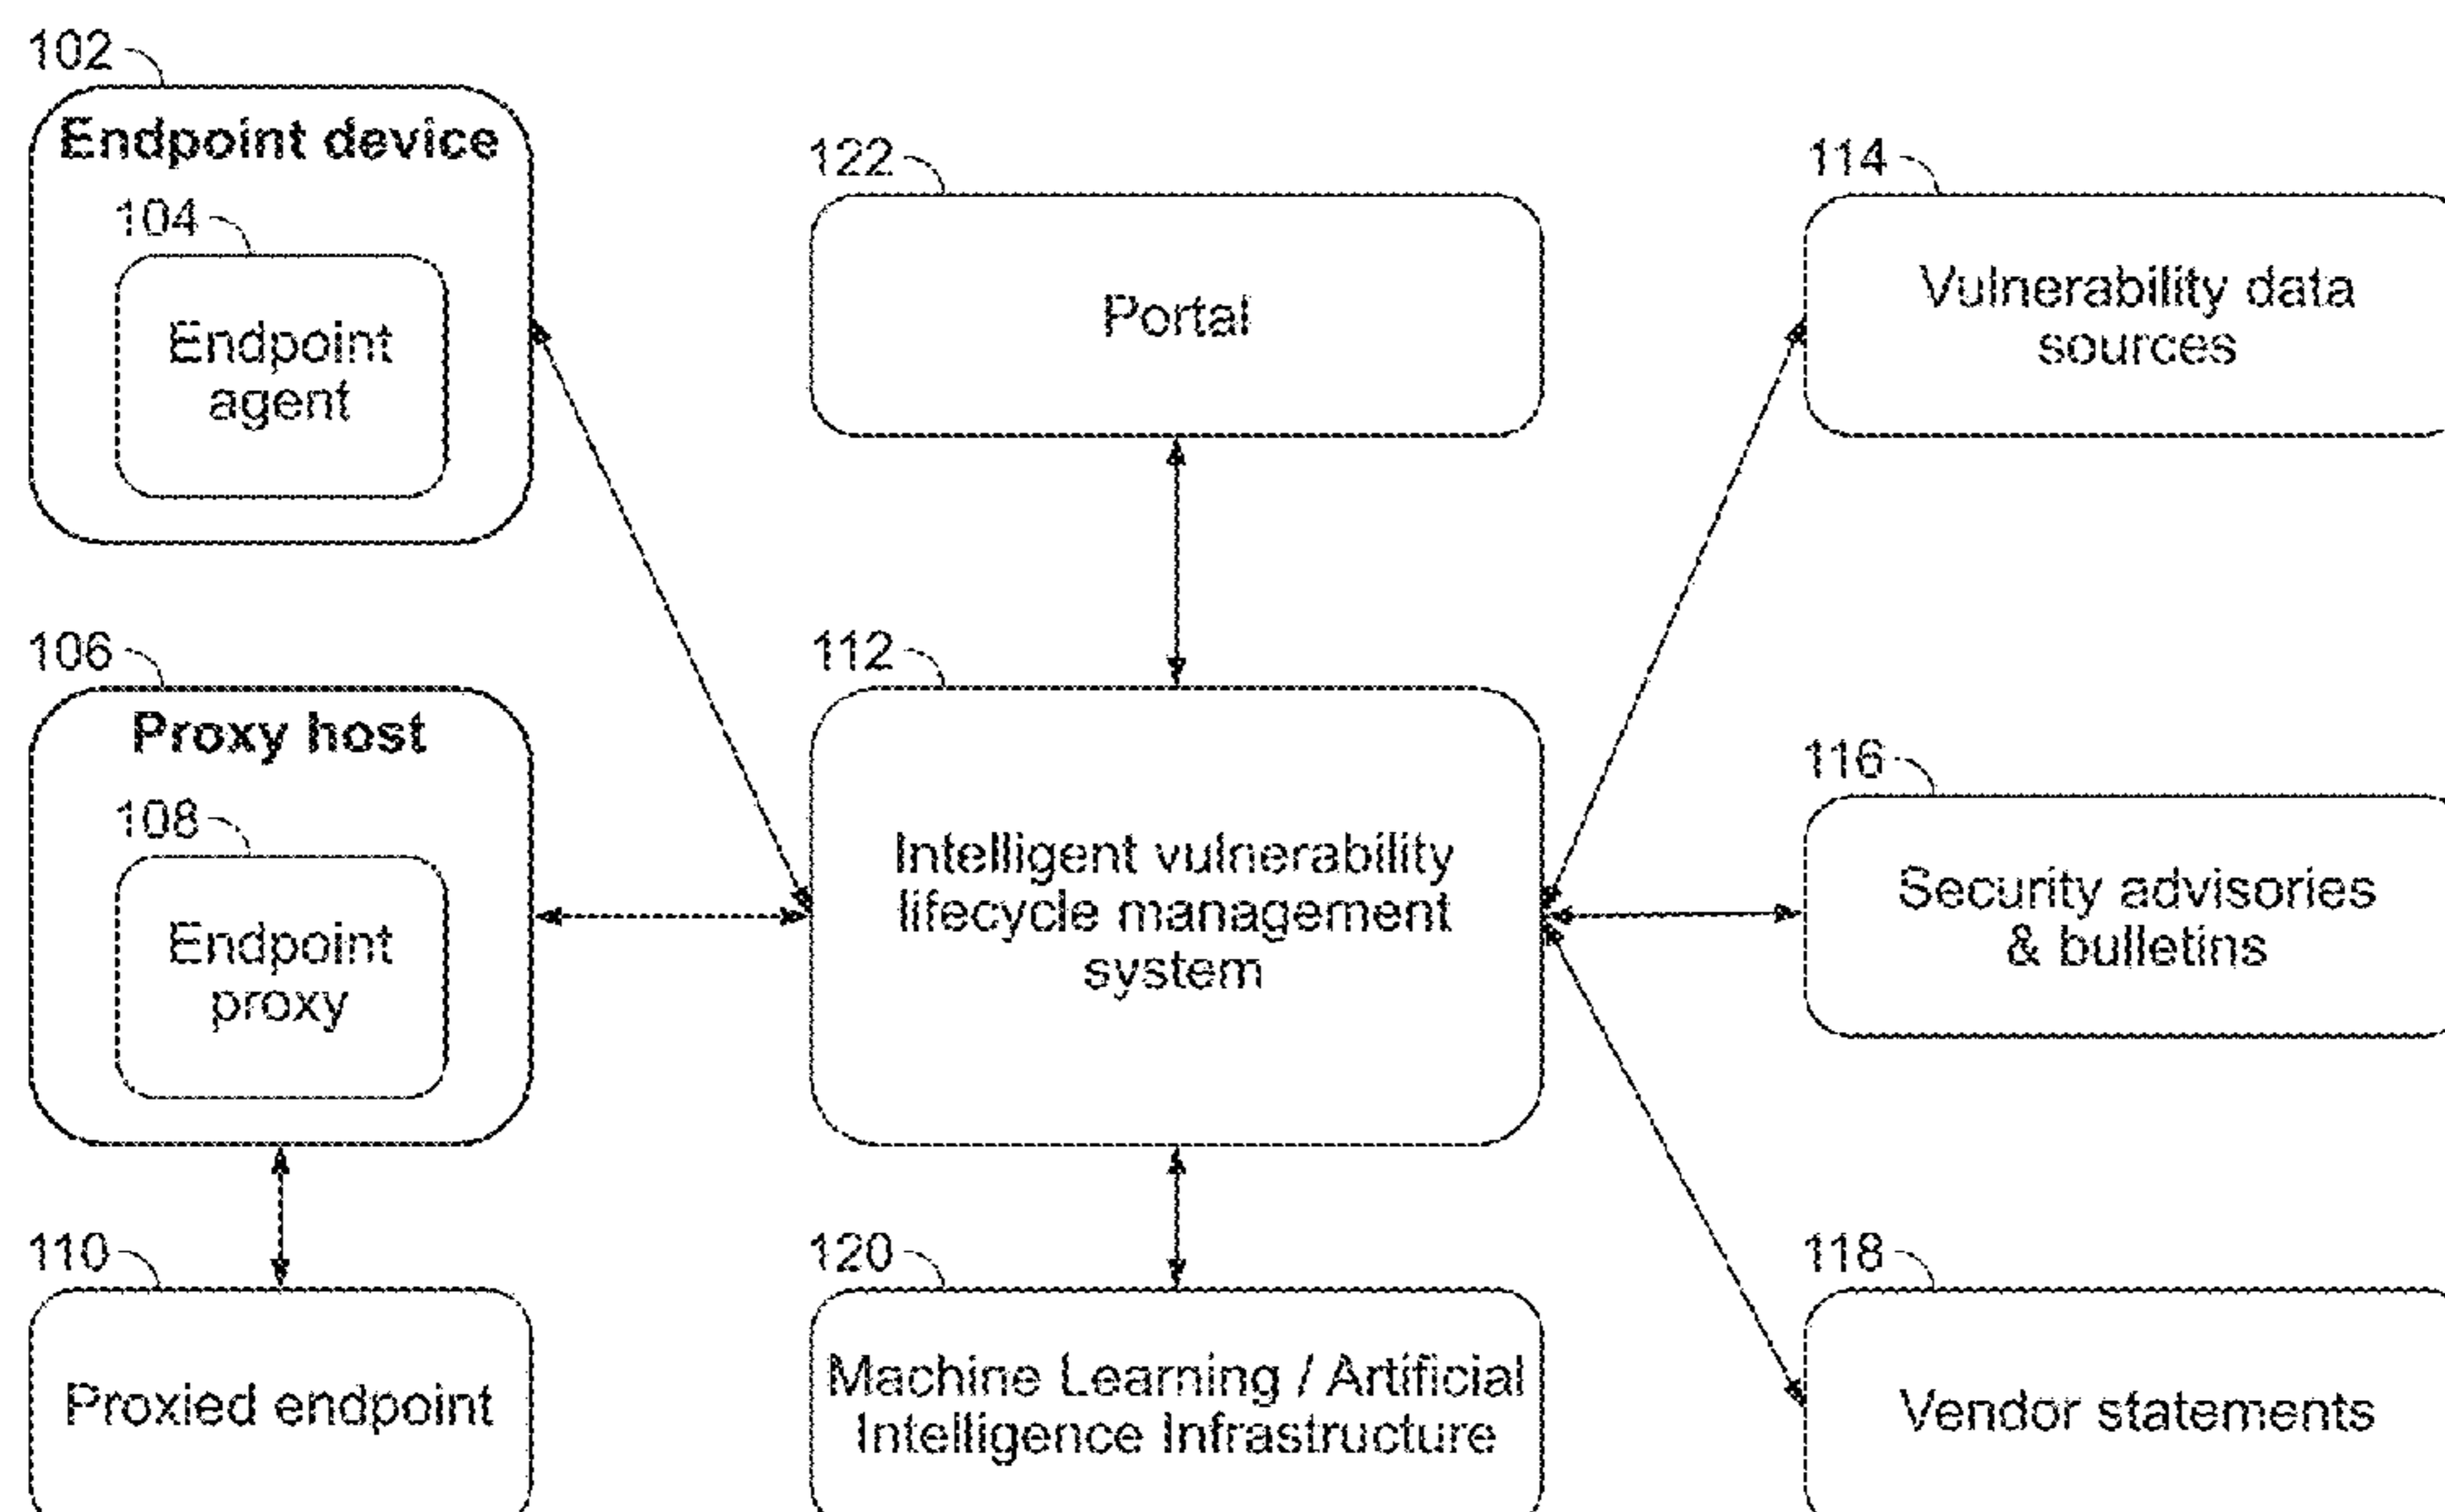 102
Endpoint device
104
Endpoint
agent
122
Portal
114
Vulnerability data
sources
106
Proxy host
108
Endpoint
proxy
112
Intelligent vulnerability
lifecycle management
system
116
Security advisories
& bulletins
110
Proxied endpoint
120
Machine Learning / Artificial
Intelligence Infrastructure
118
Vendor statements